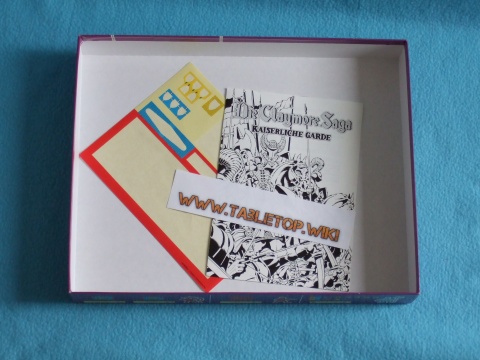 Die Claymore Saga
KAISERLICHE GARDE
WWW.TABLETOP.WIKI